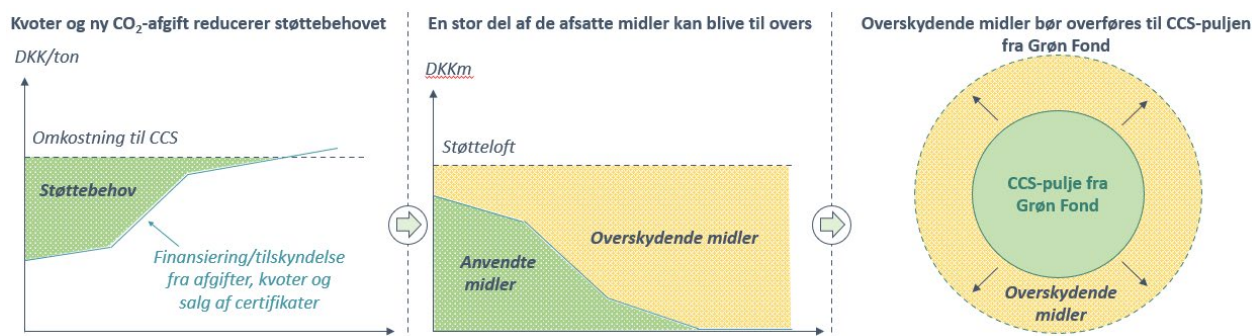 Kvoter og ny CO₂-afgift reducerer støttebehovet
DKK/ton
Omkostning til CCS
Støttebehov
Finansiering/tilskyndelse
fra afgifter, kvoter og
salg af certifikater
En stor del af de afsatte midler kan blive til overs
DKKm
Støtteloft
Overskydende midler
Anvendte
midler
Overskydende midler bør overføres til CCS-puljen
fra Grøn Fond
CCS-pulje fra
Grøn Fond
Overskydende
midler